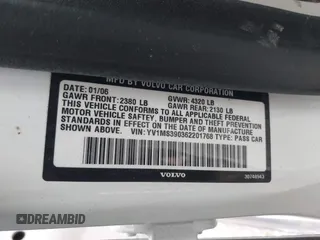 MFD BY VOLVO CAR CORPORATION
DATE: 01/06 GVWR: 4320 LB
GAWR FRONT: 2380 LB GAWR REAR: 2130 LB
THIS VEHICLE CONFORMS TO ALL APPLICABLE FEDERAL
MOTOR VEHICLE SAFETY, BUMPER, AND THEFT PREVENTION
STANDARDS IN EFFECT ON THE DATE OF MANUFACTURE
SHOWN ABOVE.
VIN: YV1MS390362201768 TYPE: PASS CAR
VOLVO
30744943
DREAMBID